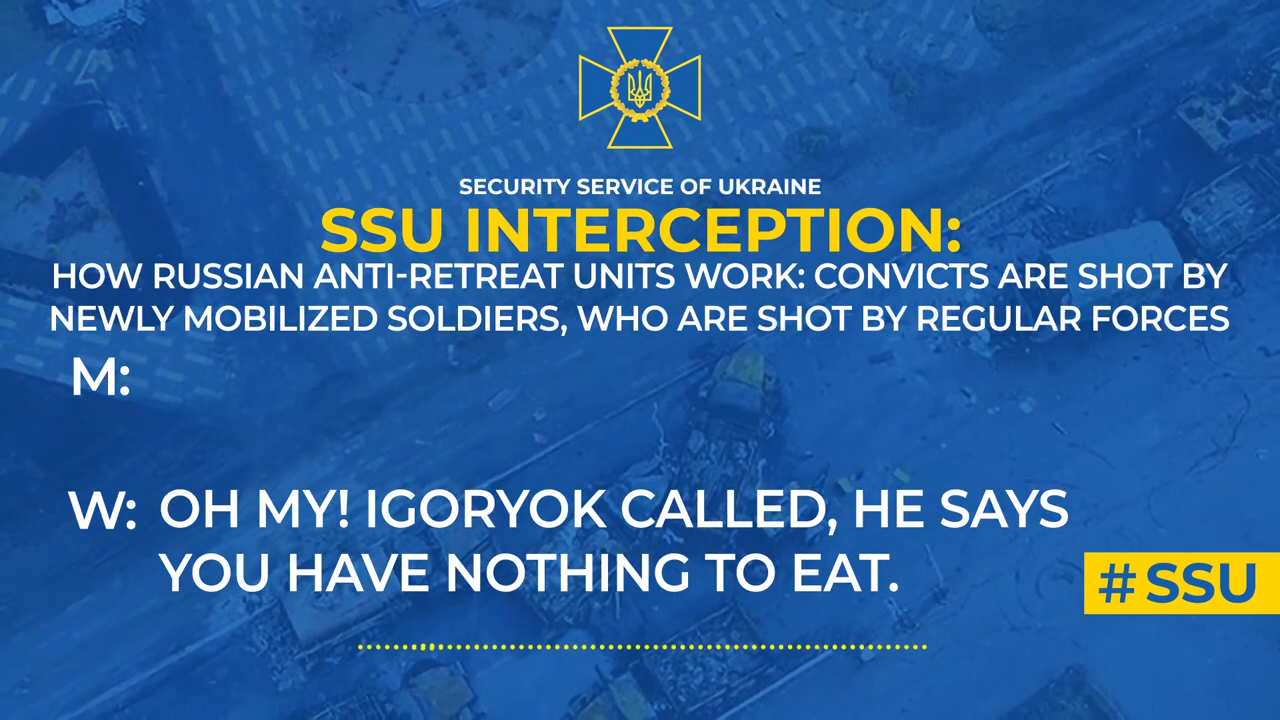 SECURITY SERVICE OF UKRAINE
SSU INTERCEPTION:
HOW RUSSIAN ANTI-RETREAT UNITS WORK: CONVICTS ARE SHOT BY
NEWLY MOBILIZED SOLDIERS, WHO ARE SHOT BY REGULAR FORCES
M:
W: OH MY! IGORYOK CALLED, HE SAYS
YOU HAVE NOTHING TO EAT.
#SSU